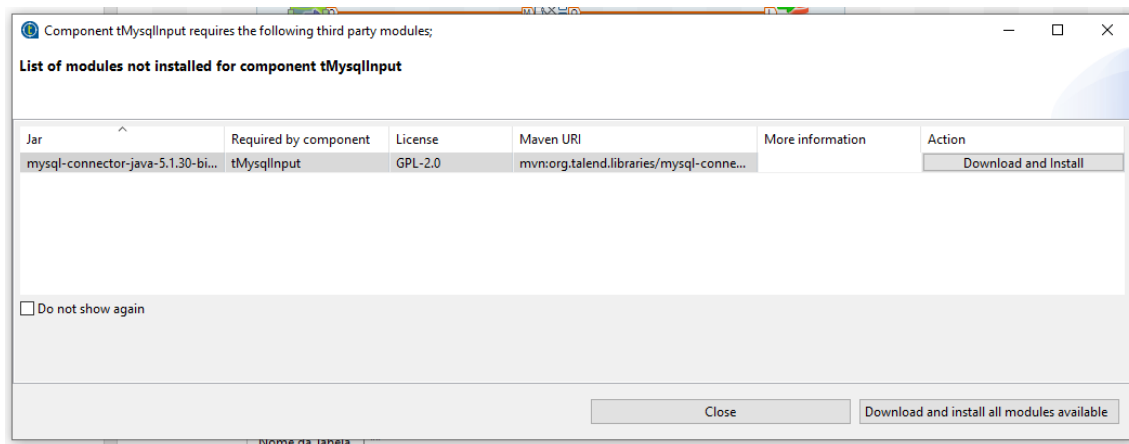 Component tMysqlInput requires the following third party modules;
List of modules not installed for component tMysqlInput
Jar Required by component License Maven URI More information Action
mysql-connector-java-5.1.30-bi... tMysqlInput GPL-2.0 mvn:org.talend.libraries/mysql-conne... Download and Install
Do not show again
Close Download and install all modules available
Nome da Tabela